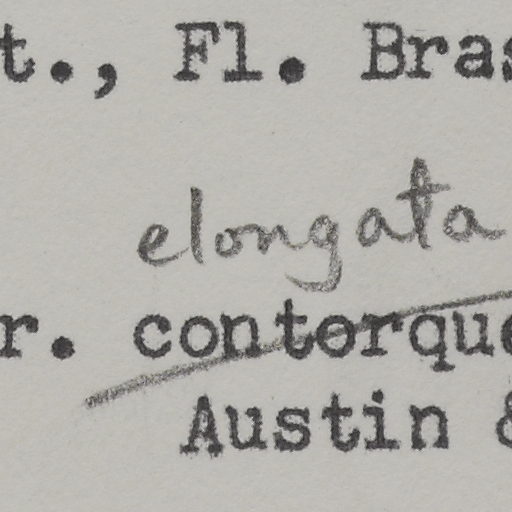 t., Fl. Bras
elongata
r. contorque
Austin &